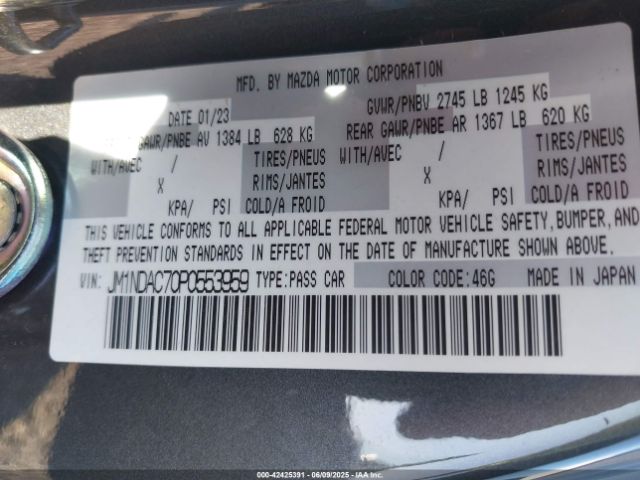 MFD. BY MAZDA MOTOR CORPORATION
DATE 01/23 GVWR/PNBV 2745 LB 1245 KG
GAWR/PNBE AV 1384 LB 628 KG REAR GAWR/PNBE AR 1367 LB 620 KG
WITH/AVEC / TIRES/PNEUS WITH/AVEC / TIRES/PNEUS
X RIMS/JANTES X RIMS/JANTES
KPA/ PSI COLD/A FROID KPA/ PSI COLD/A FROID
THIS VEHICLE CONFORMS TO ALL APPLICABLE FEDERAL MOTOR VEHICLE SAFETY, BUMPER, AND
THEFT PREVENTION STANDARDS IN EFFECT ON THE DATE OF MANUFACTURE SHOWN ABOVE.
VIN: JM1NDAC70P0553959 TYPE:PASS CAR COLOR CODE:46G MADE IN JAPAN
000-42425391 - 06/09/2025 - IAAI.COM